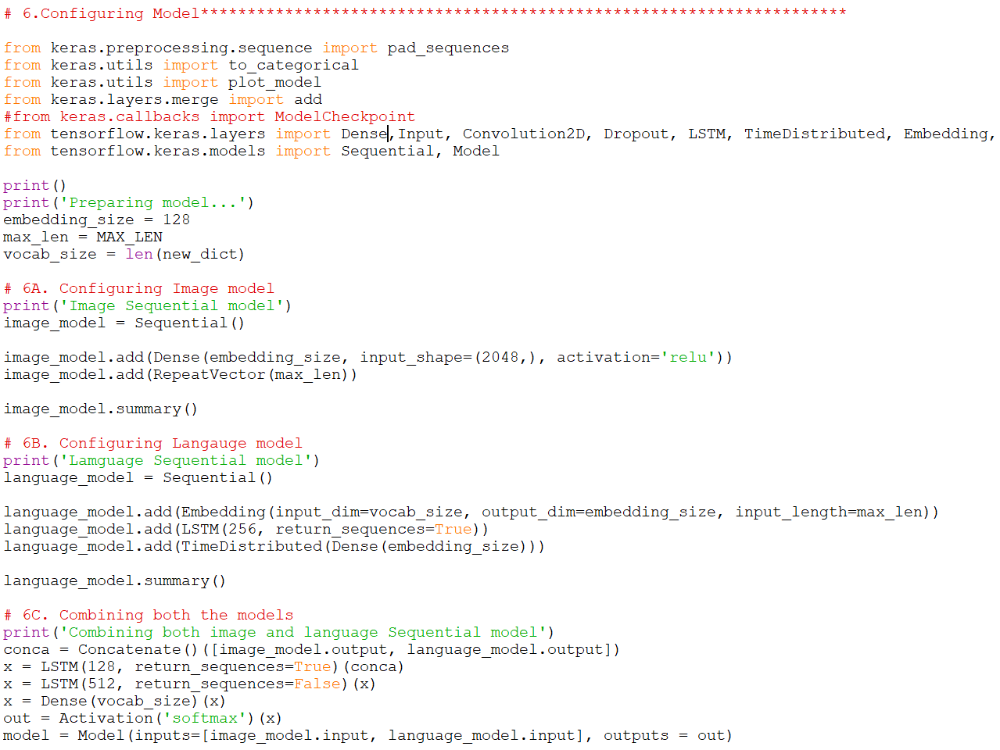 # 6.Configuring Model*********************************************************************
from keras.preprocessing.sequence import pad_sequences
from keras.utils import to_categorical
from keras.utils import plot_model
from keras.layers.merge import add
#from keras.callbacks import ModelCheckpoint
from tensorflow.keras.layers import Dense,Input, Convolution2D, Dropout, LSTM, TimeDistributed, Embedding,
from tensorflow.keras.models import Sequential, Model
print()
print('Preparing model...')
embedding_size = 128
max_len = MAX_LEN
vocab_size = len(new_dict)
# 6A. Configuring Image model
print('Image Sequential model')
image_model = Sequential()
image_model.add(Dense(embedding_size, input_shape=(2048,), activation='relu'))
image_model.add(RepeatVector(max_len))
image_model.summary()
# 6B. Configuring Langauge model
print('Lamguage Sequential model')
language_model = Sequential()
language_model.add(Embedding(input_dim=vocab_size, output_dim=embedding_size, input_length=max_len))
language_model.add(LSTM(256, return_sequences=True))
language_model.add(TimeDistributed(Dense(embedding_size)))
language_model.summary()
# 6C. Combining both the models
print('Combining both image and language Sequential model')
conca = Concatenate()([image_model.output, language_model.output])
x = LSTM(128, return_sequences=True)(conca)
x = LSTM(512, return_sequences=False)(x)
x = Dense(vocab_size)(x)
out = Activation('softmax')(x)
model = Model(inputs=[image_model.input, language_model.input], outputs = out)